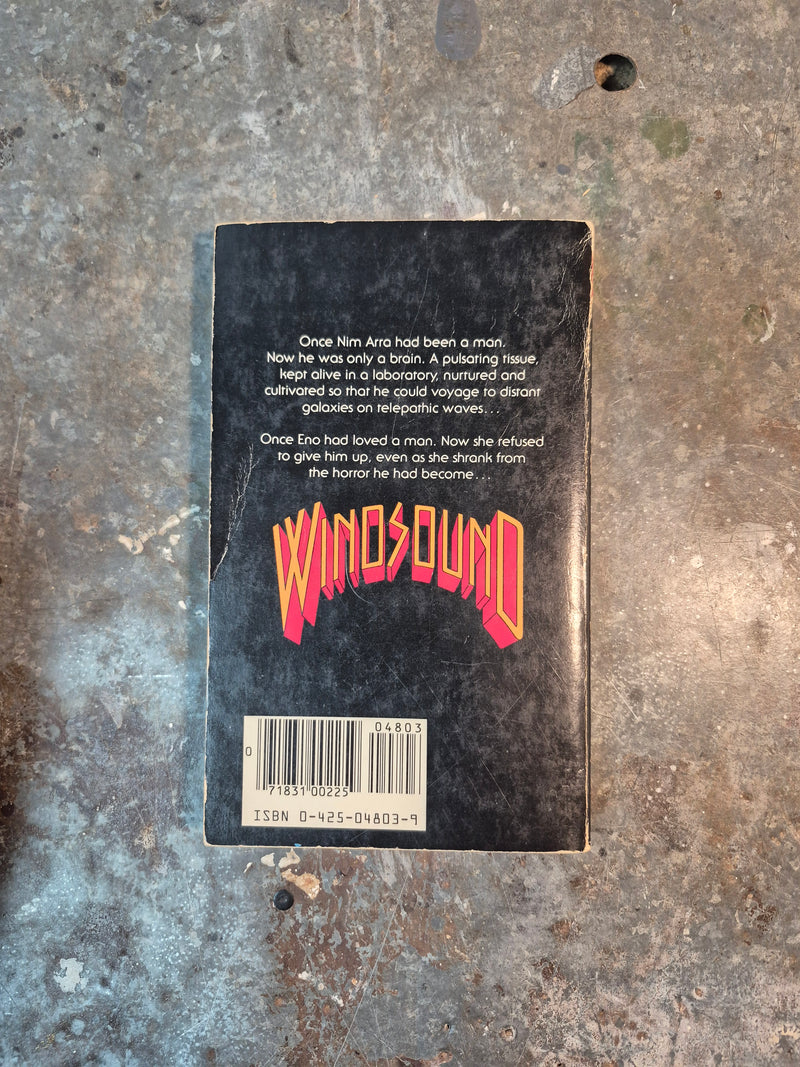 Once Nim Arra had been a man.
Now he was only a brain. A pulsating tissue,
kept alive in a laboratory, nurtured and
cultivated so that he could voyage to distant
galaxies on telepathic waves...
Once Eno had loved a man. Now she refused
to give him up, even as she shrank from
the horror he had become...
WINDSOUND
04803
0
71831 00225
ISBN 0-425-04803-9